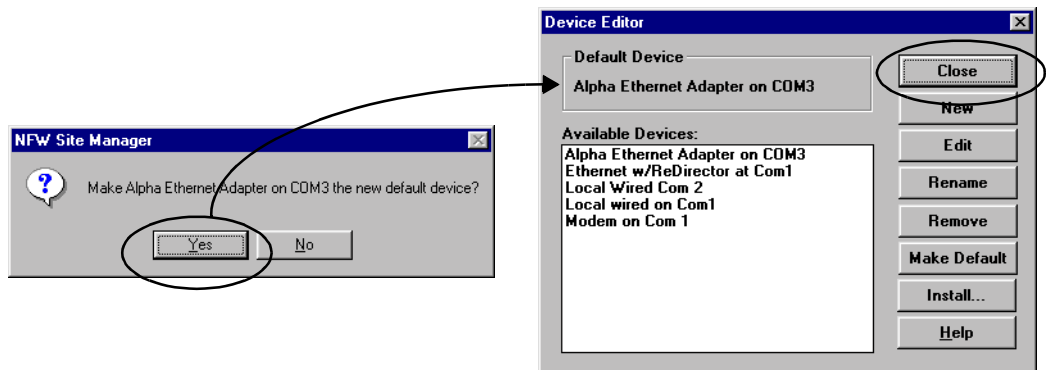 NFW Site Manager
Make Alpha Ethernet Adapter on COM3 the new default device?
Yes
No
Device Editor
Default Device
Alpha Ethernet Adapter on COM3
Available Devices:
Alpha Ethernet Adapter on COM3
Ethernet w/ReDirector at Com1
Local Wired Com 2
Local wired on Com1
Modem on Com 1
Close
New
Edit
Rename
Remove
Make Default
Install...
Help